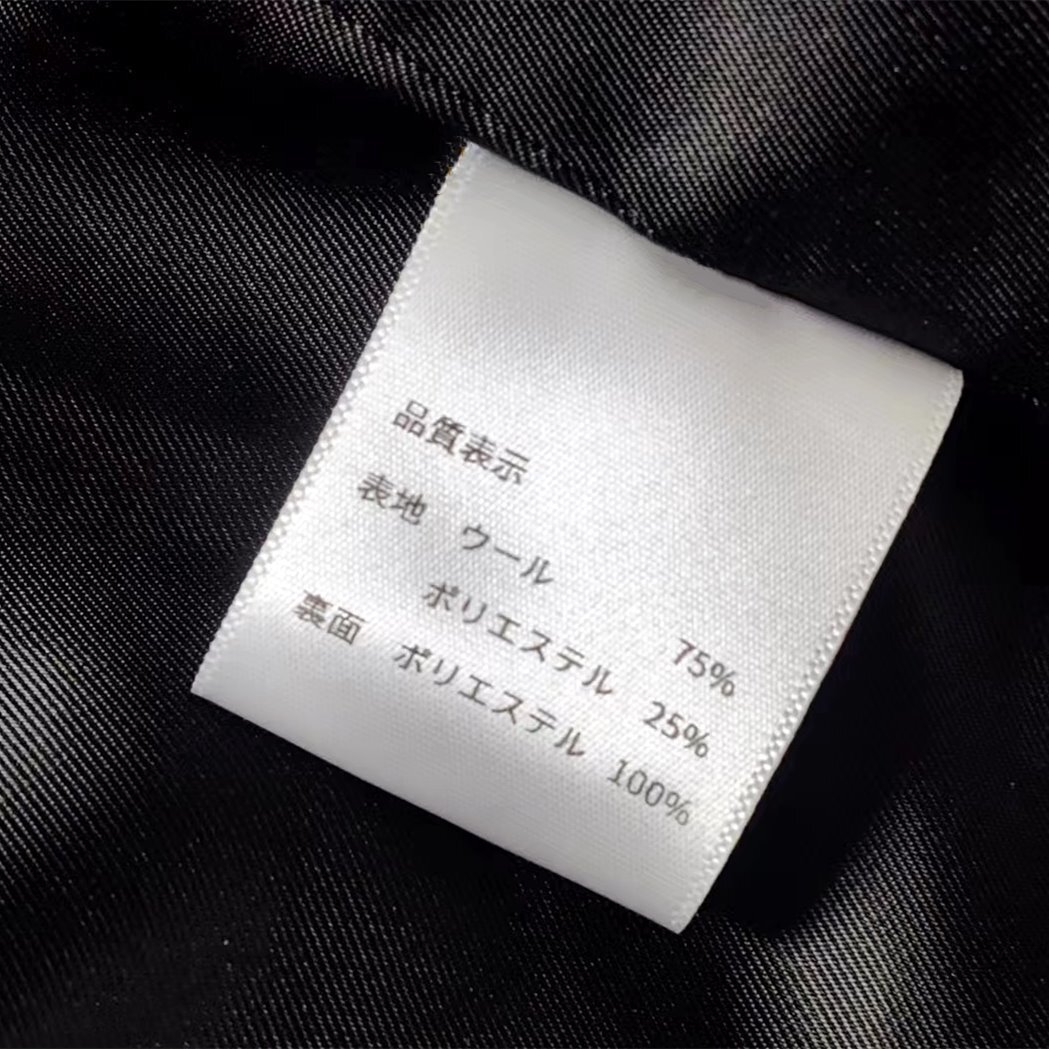 品質表示
表地 ウール 75%
ポリエステル 25%
裏面 ポリエステル 100%